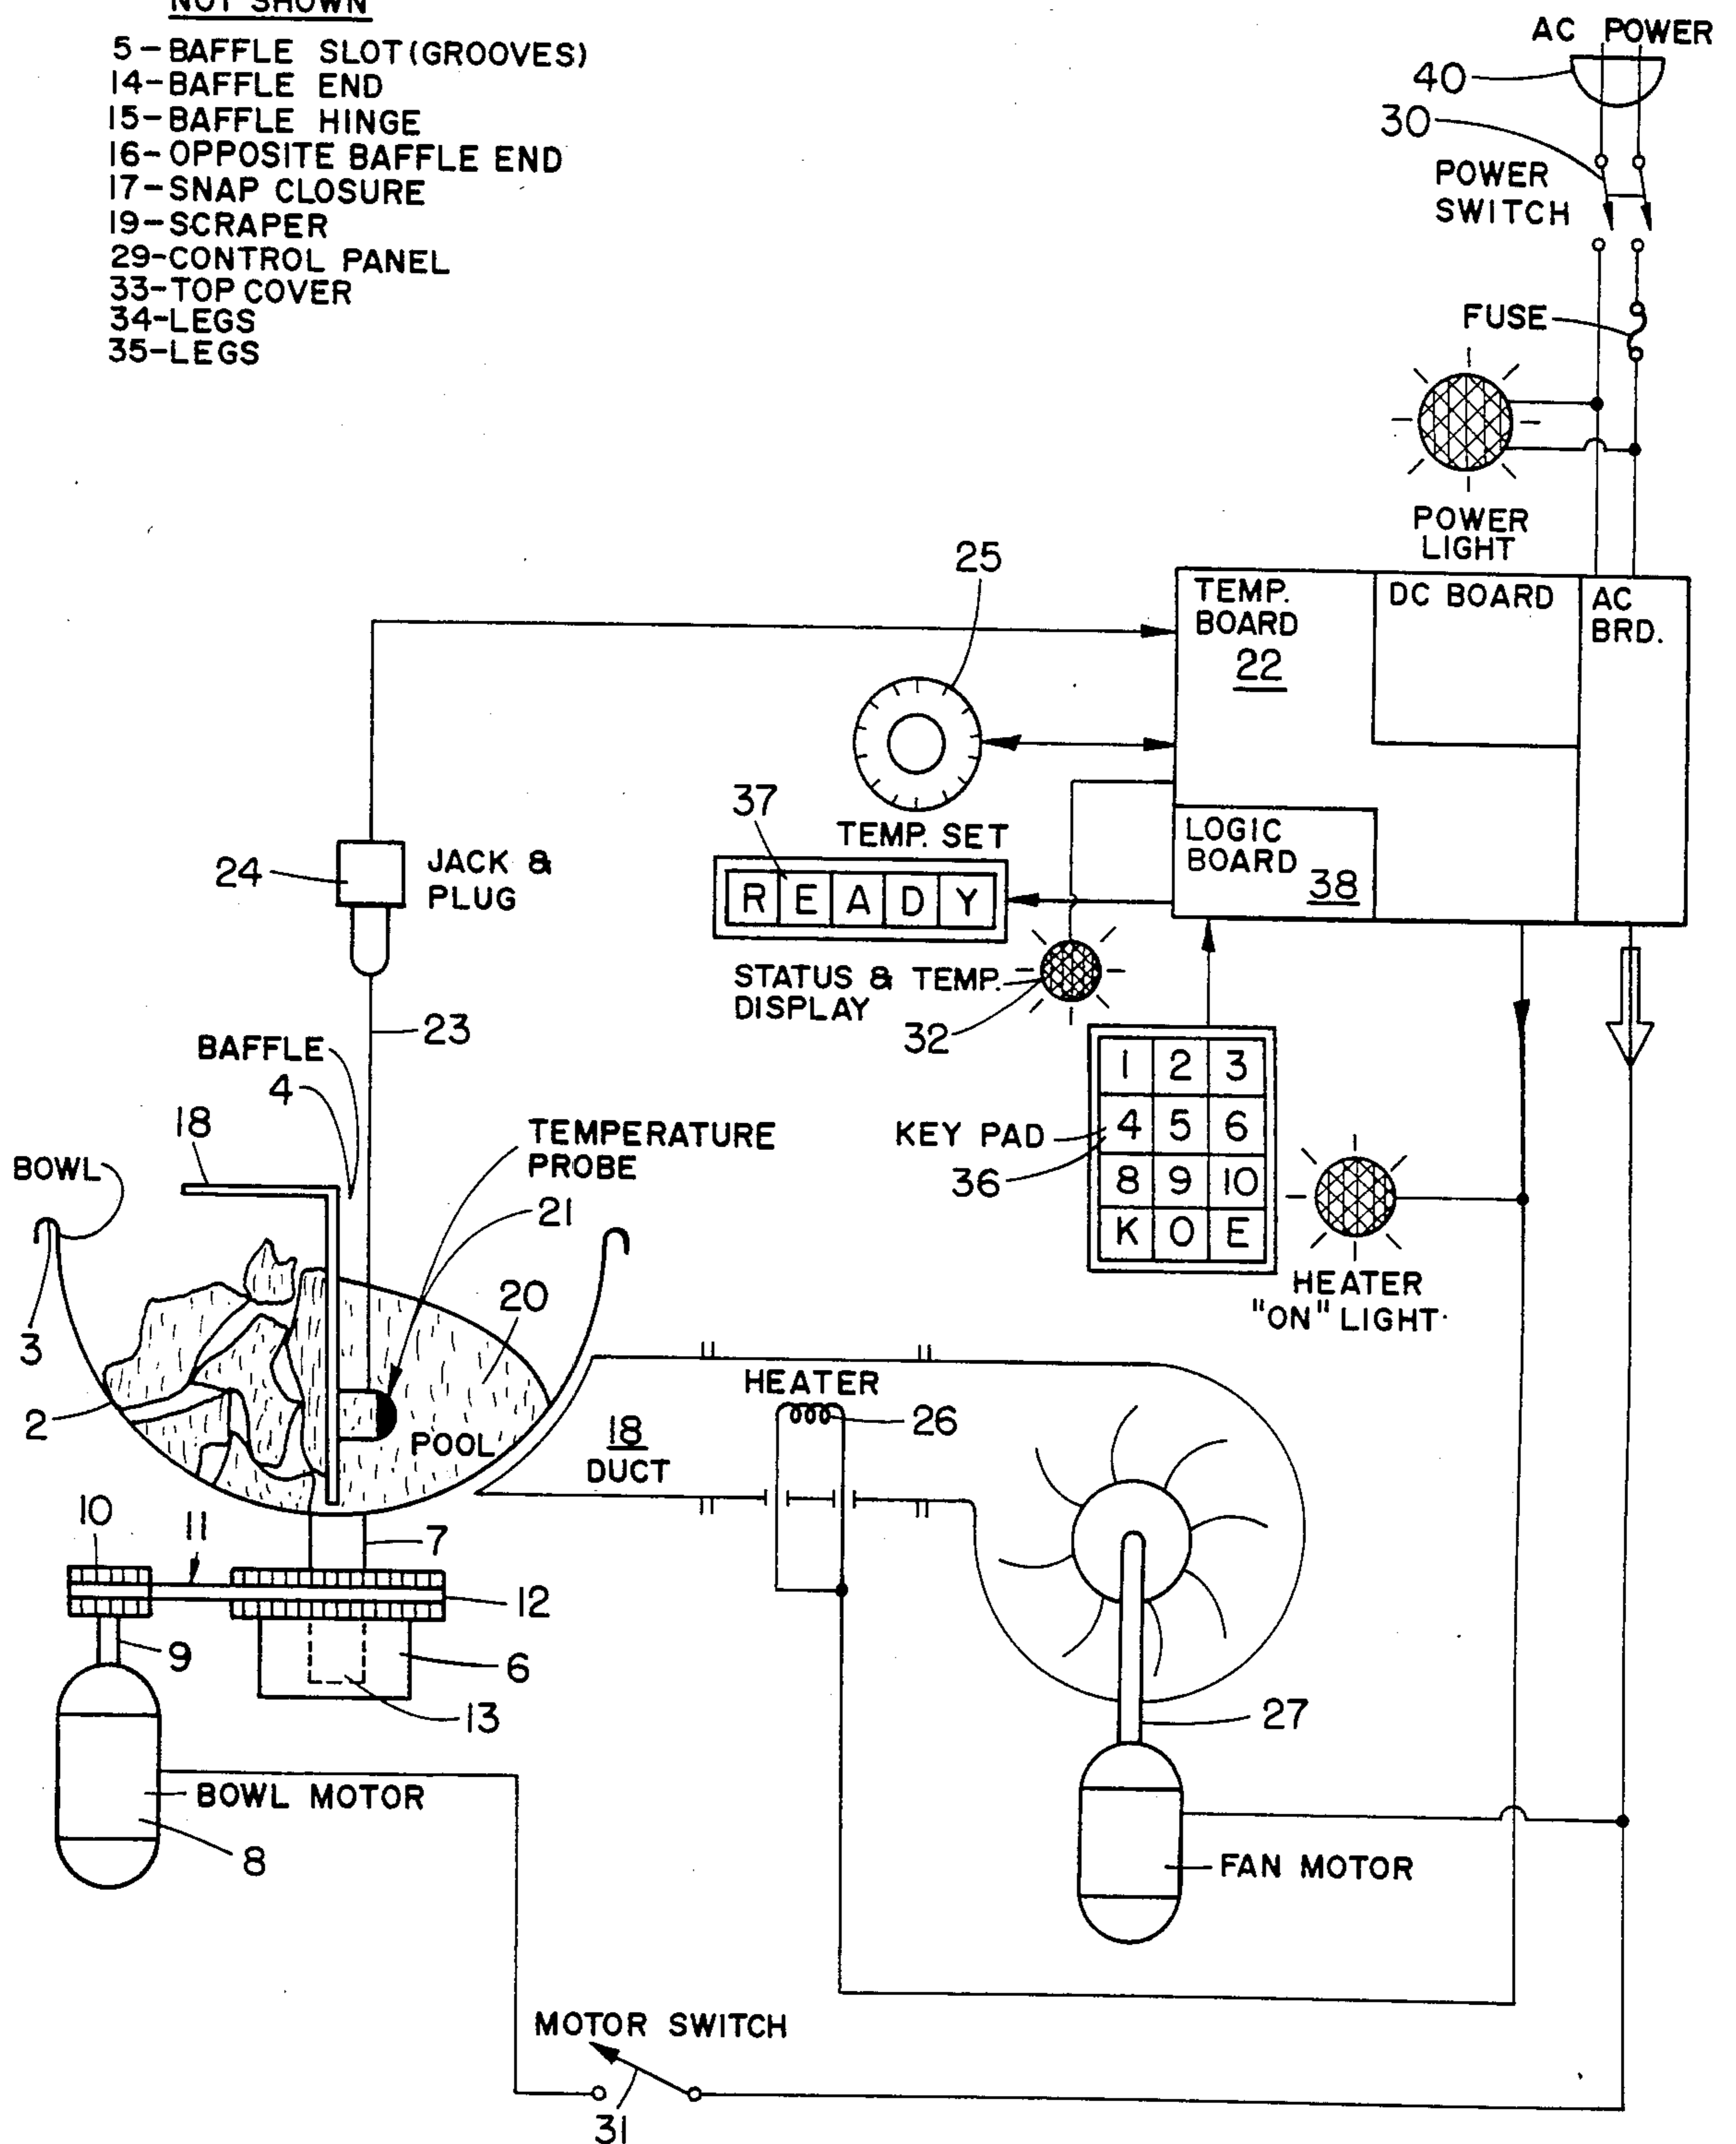 NOT SHOWN
5-BAFFLE SLOT(GROOVES)
14-BAFFLE END
15-BAFFLE HINGE
16-OPPOSITE BAFFLE END
17-SNAP CLOSURE
19-SCRAPER
29-CONTROL PANEL
33-TOP COVER
34-LEGS
35-LEGS
AC POWER
40
30
POWER
SWITCH
FUSE
POWER
LIGHT
25
TEMP.
BOARD
22
DC BOARD
AC
BRD.
TEMP. SET
37
READY
LOGIC
BOARD
38
24
JACK &
PLUG
STATUS & TEMP.
DISPLAY
32
23
BAFFLE
4
18
BOWL
TEMPERATURE
PROBE
21
1 2 3
4 5 6
8 9 10
K O E
KEY PAD
36
HEATER
"ON" LIGHT
20
3
2
POOL
HEATER
26
18
DUCT
10
11
7
12
9
6
13
27
BOWL MOTOR
8
FAN MOTOR
MOTOR SWITCH
31